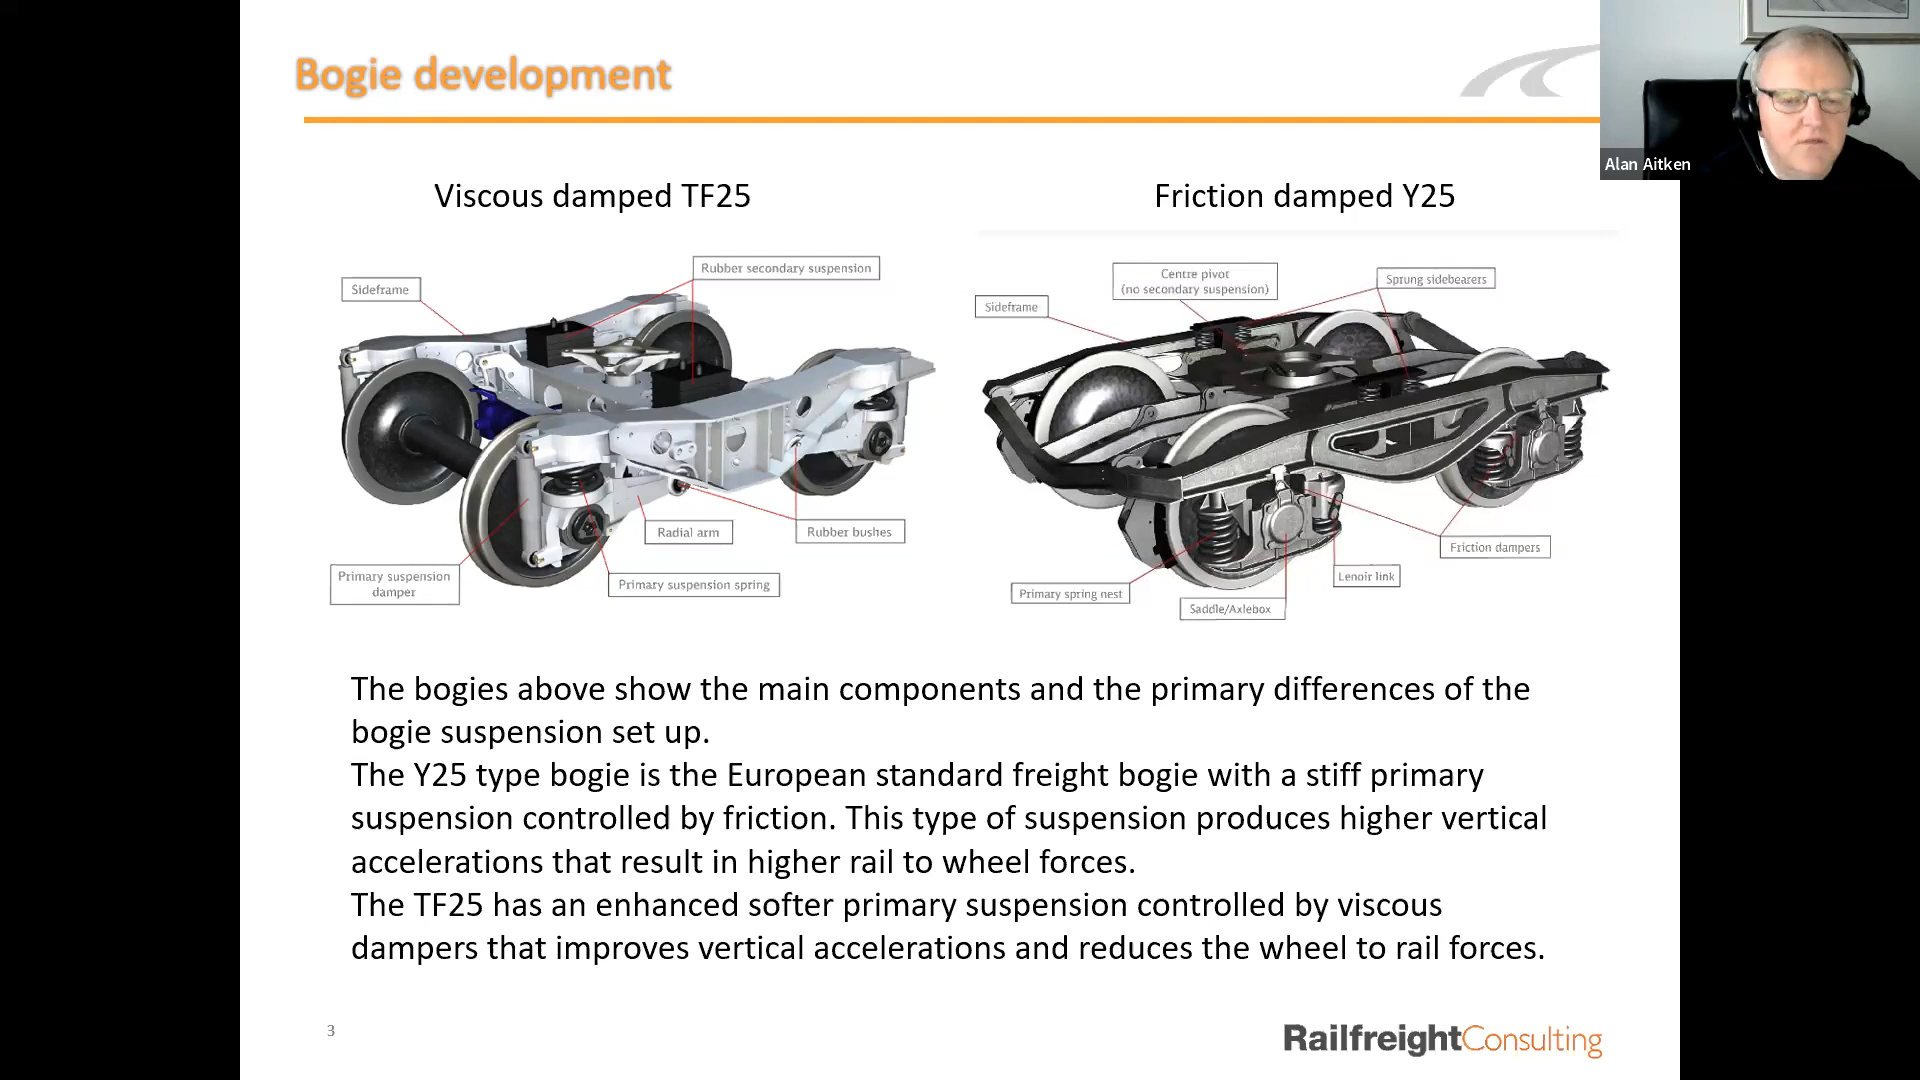 Bogie development
Alan Aitken
Viscous damped TF25
Friction damped Y25
Rubber secondary suspension
Sideframe
Primary suspension
damper
Primary suspension spring
Radial arm
Rubber bushes
Centre pivot
(no secondary suspension)
Sprung sidebearers
Sideframe
Friction dampers
Lenoir link
Primary spring nest
Saddle/Axlebox
The bogies above show the main components and the primary differences of the
bogie suspension set up.
The Y25 type bogie is the European standard freight bogie with a stiff primary
suspension controlled by friction. This type of suspension produces higher vertical
accelerations that result in higher rail to wheel forces.
The TF25 has an enhanced softer primary suspension controlled by viscous
dampers that improves vertical accelerations and reduces the wheel to rail forces.
3
RailfreightConsulting